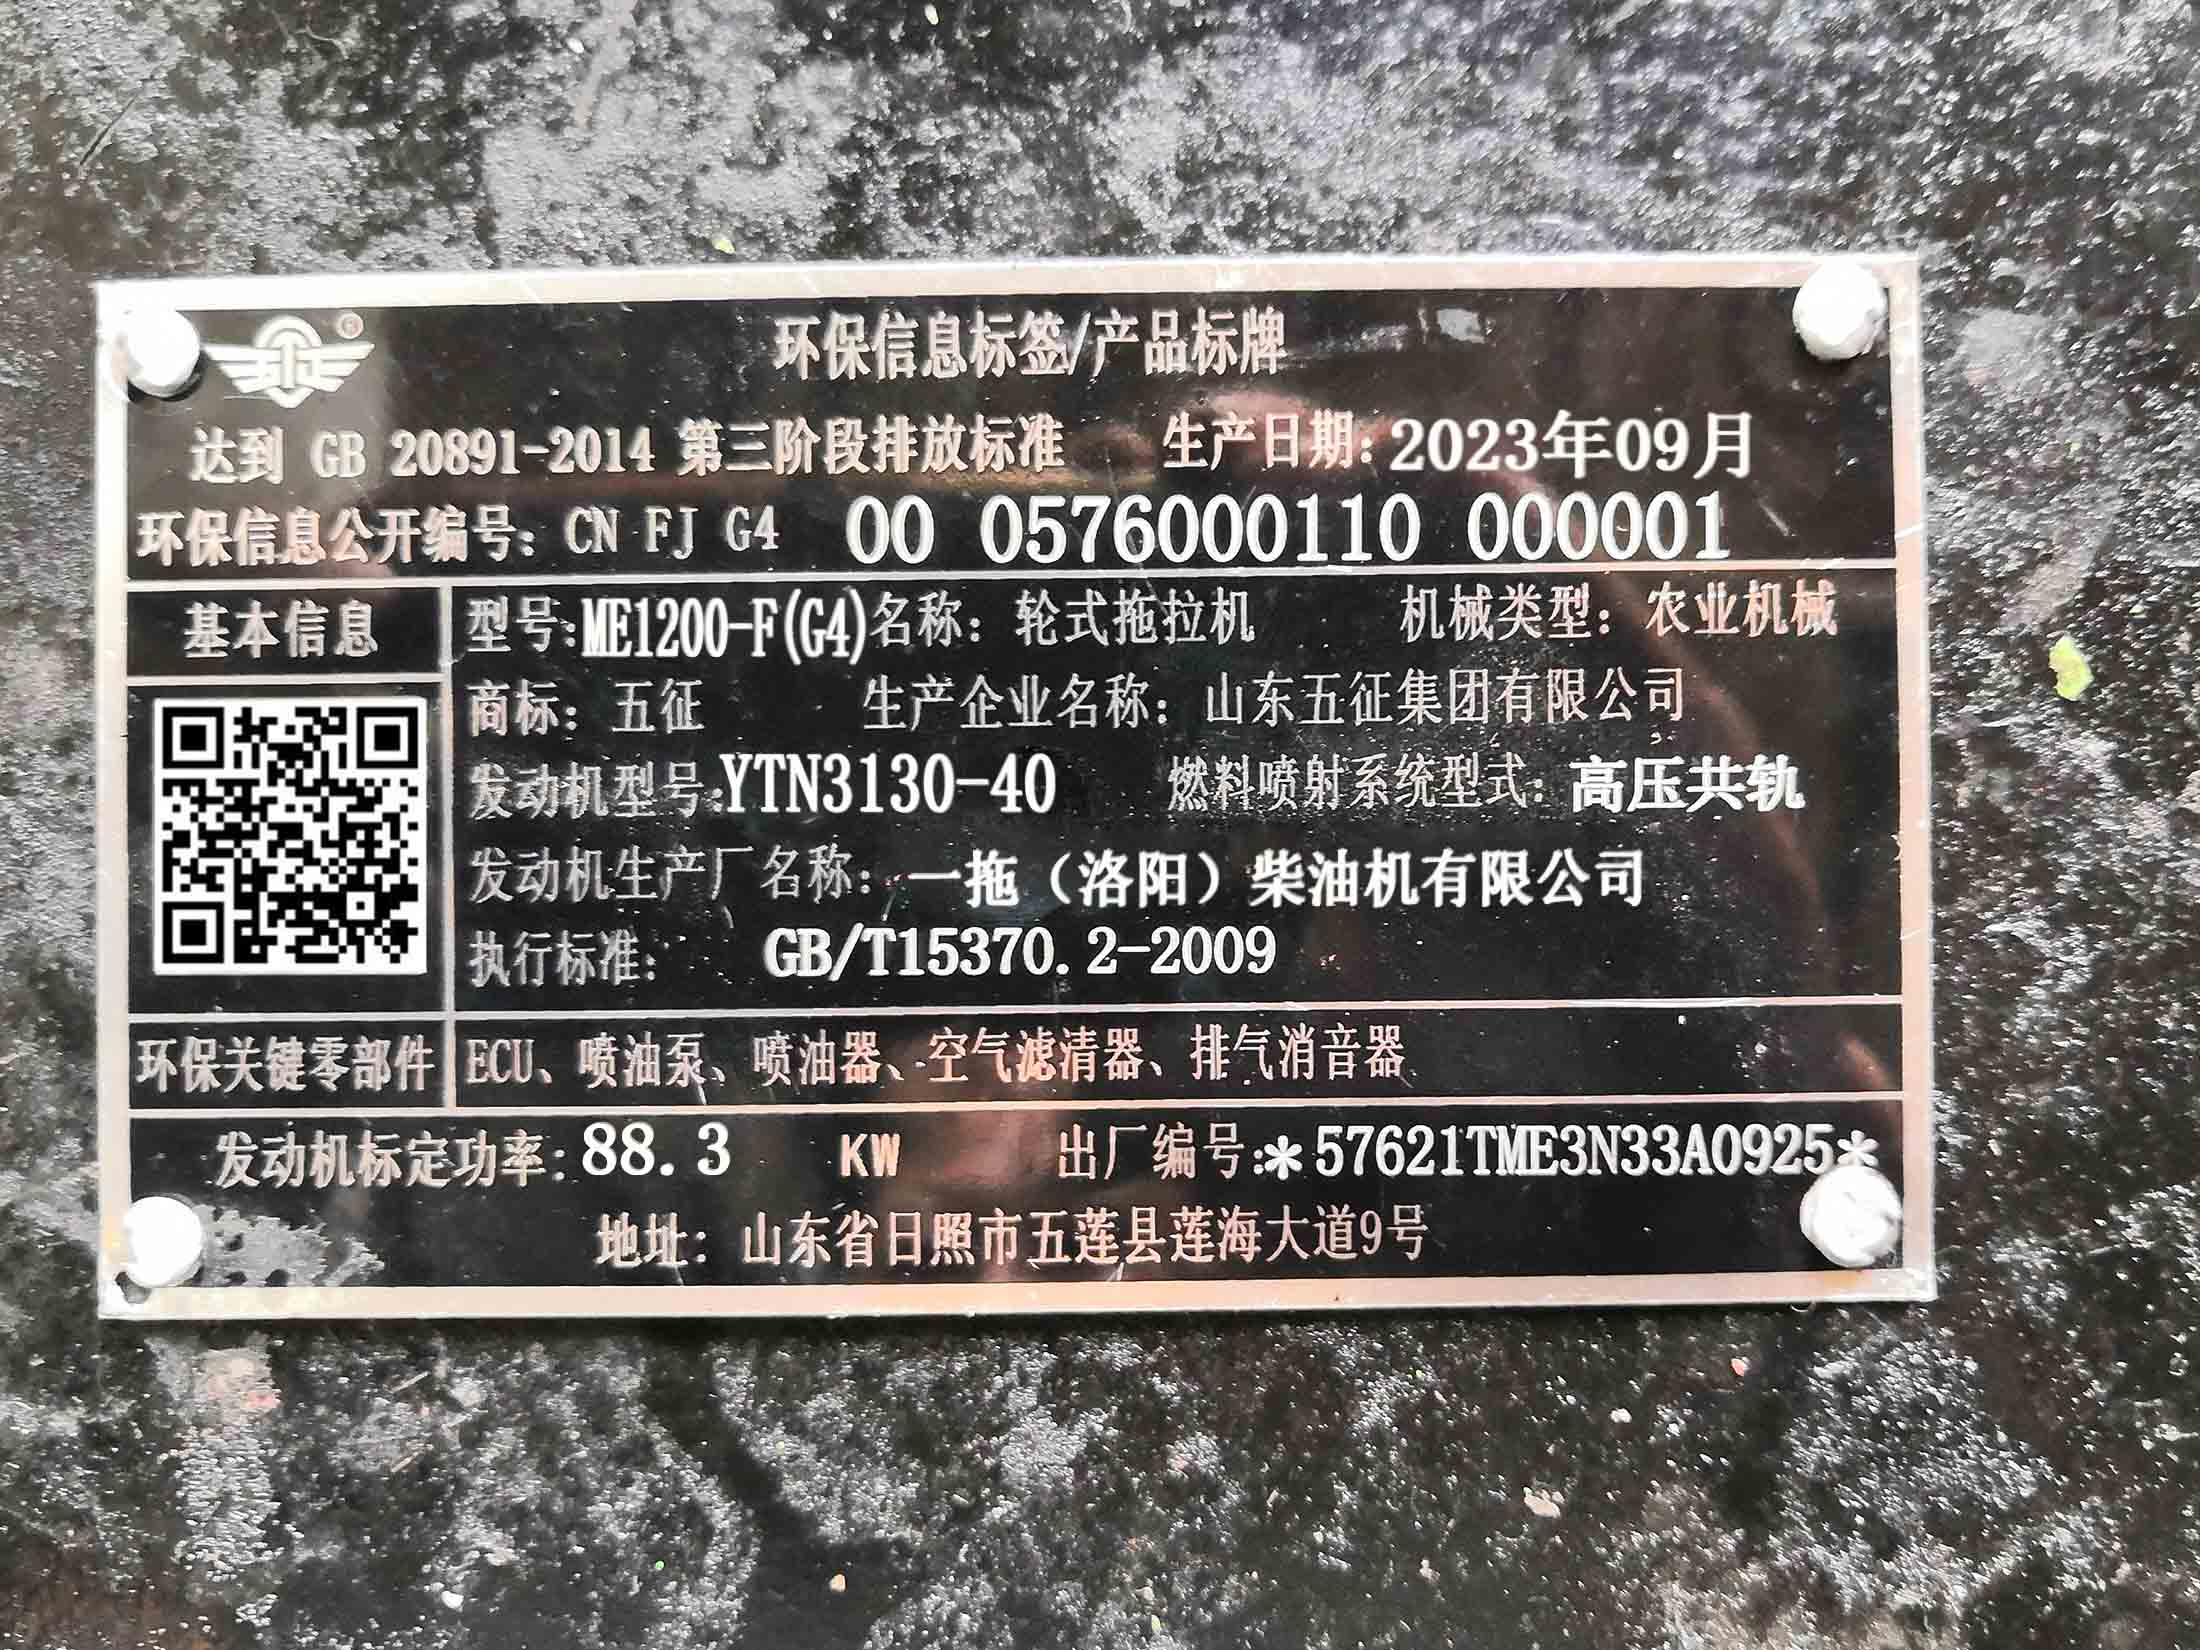 五征®
环保信息标签/产品标牌
达到 GB 20891-2014 第三阶段排放标准 生产日期: 2023年09月
环保信息公开编号: CN FJ G4 00 0576000110 000001
基本信息
型号:ME1200-F(G4) 名称: 轮式拖拉机 机械类型: 农业机械
商标: 五征 生产企业名称: 山东五征集团有限公司
发动机型号:YTN3130-40 燃料喷射系统型式: 高压共轨
发动机生产厂名称: 一拖（洛阳）柴油机有限公司
执行标准: GB/T15370.2-2009
环保关键零部件 ECU、喷油泵、喷油器、空气滤清器、排气消音器
发动机标定功率: 88.3 KW 出厂编号:*57621TME3N33A0925*
地址: 山东省日照市五莲县莲海大道9号